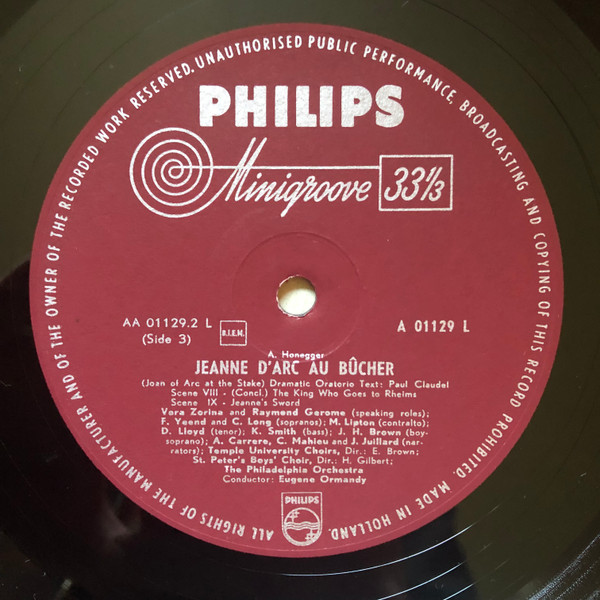 ALL RIGHTS OF THE MANUFACTURER AND OF THE OWNER OF THE RECORDED WORK RESERVED. UNAUTHORISED PUBLIC PERFORMANCE, BROADCASTING AND COPYING OF THIS RECORD PROHIBITED. MADE IN HOLLAND.
PHILIPS
Minigroove 33⅓
AA 01129.2 L
(Side 3)
B.I.E.M.
A 01129 L
A. Honegger
JEANNE D'ARC AU BÛCHER
(Joan of Arc at the Stake) Dramatic Oratorio Text: Paul Claudel
Scene VIII - (Concl.) The King Who Goes to Rheims
Scene IX - Jeanne's Sword
Vera Zorina and Raymond Gerome (speaking roles);
F. Yeend and C. Long (sopranos); M. Lipton (contralto);
D. Lloyd (tenor); K. Smith (bass); J. H. Brown (boy-
soprano); A. Carrere, C. Mahieu and J. Juillard (nar-
rators); Temple University Choirs, Dir.: E. Brown;
St. Peter's Boys' Choir, Dir.: H. Gilbert;
The Philadelphia Orchestra
Conductor: Eugene Ormandy
PHILIPS